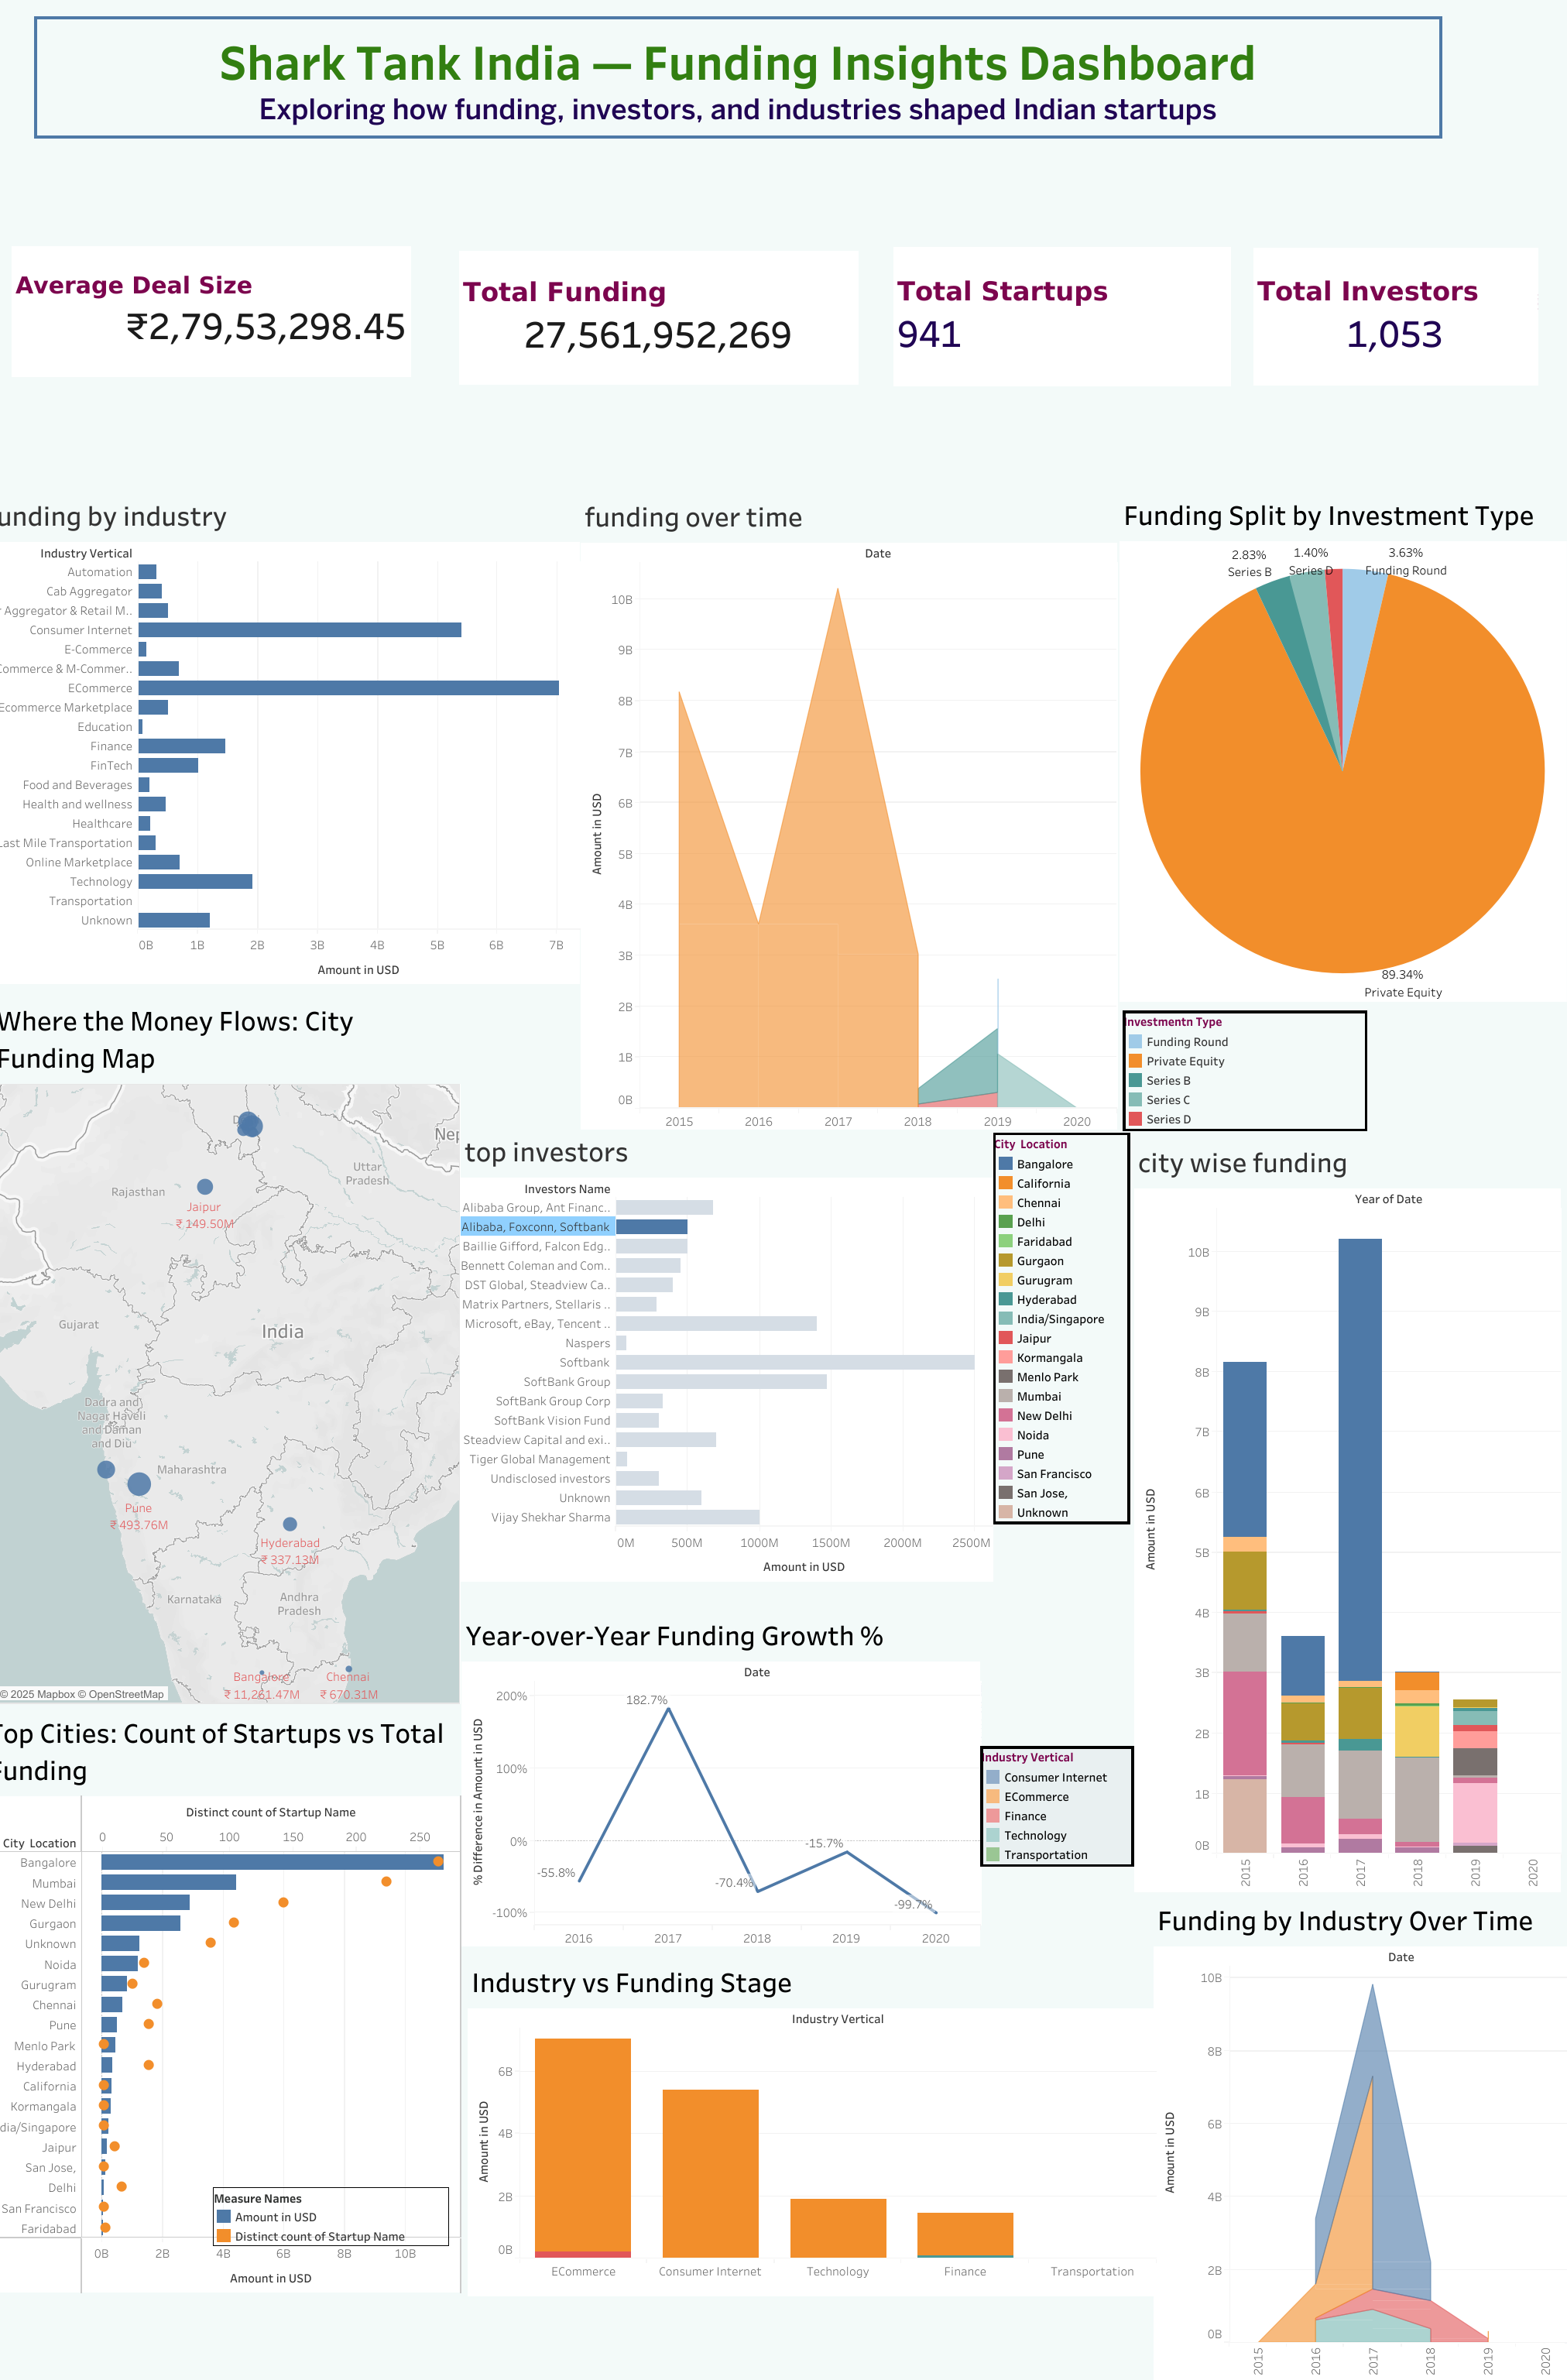 Shark Tank India — Funding Insights Dashboard
Exploring how funding, investors, and industries shaped Indian startups
Average Deal Size
₹2,79,53,298.45
Total Funding
27,561,952,269
Total Startups
941
Total Investors
1,053
unding by industry
Industry Vertical
Automation
Cab Aggregator
r Aggregator & Retail M..
Consumer Internet
E-Commerce
Commerce & M-Commer..
ECommerce
Ecommerce Marketplace
Education
Finance
FinTech
Food and Beverages
Health and wellness
Healthcare
Last Mile Transportation
Online Marketplace
Technology
Transportation
Unknown
0B 1B 2B 3B 4B 5B 6B 7B
Amount in USD
funding over time
Date
10B
9B
8B
7B
6B
5B
4B
3B
2B
1B
0B
Amount in USD
2015 2016 2017 2018 2019 2020
Funding Split by Investment Type
2.83%
Series B
1.40%
Series D
3.63%
Funding Round
89.34%
Private Equity
Investmentn Type
Funding Round
Private Equity
Series B
Series C
Series D
Where the Money Flows: City
Funding Map
Nep
Uttar
Pradesh
Rajasthan
Jaipur
₹ 149.50M
Gujarat
India
Dadra and
Nagar Haveli
and Daman
and Diu
Maharashtra
Pune
₹ 493.76M
Hyderabad
₹ 337.13M
Karnataka
Andhra
Pradesh
Bangalore
₹ 11,261.47M
Chennai
₹ 670.31M
© 2025 Mapbox © OpenStreetMap
top investors
Investors Name
Alibaba Group, Ant Financ..
Alibaba, Foxconn, Softbank
Baillie Gifford, Falcon Edg..
Bennett Coleman and Com..
DST Global, Steadview Ca..
Matrix Partners, Stellaris ..
Microsoft, eBay, Tencent ..
Naspers
Softbank
SoftBank Group
SoftBank Group Corp
SoftBank Vision Fund
Steadview Capital and exi..
Tiger Global Management
Undisclosed investors
Unknown
Vijay Shekhar Sharma
0M 500M 1000M 1500M 2000M 2500M
Amount in USD
City Location
Bangalore
California
Chennai
Delhi
Faridabad
Gurgaon
Gurugram
Hyderabad
India/Singapore
Jaipur
Kormangala
Menlo Park
Mumbai
New Delhi
Noida
Pune
San Francisco
San Jose,
Unknown
city wise funding
Year of Date
10B
9B
8B
7B
6B
5B
4B
3B
2B
1B
0B
Amount in USD
2015 2016 2017 2018 2019 2020
Year-over-Year Funding Growth %
Date
200%
100%
0%
-100%
% Difference in Amount in USD
-55.8%
182.7%
-70.4%
-15.7%
-99.7%
2016 2017 2018 2019 2020
Industry Vertical
Consumer Internet
ECommerce
Finance
Technology
Transportation
Top Cities: Count of Startups vs Total
Funding
Distinct count of Startup Name
City Location
0 50 100 150 200 250
Bangalore
Mumbai
New Delhi
Gurgaon
Unknown
Noida
Gurugram
Chennai
Pune
Menlo Park
Hyderabad
California
Kormangala
dia/Singapore
Jaipur
San Jose,
Delhi
San Francisco
Faridabad
Measure Names
Amount in USD
Distinct count of Startup Name
0B 2B 4B 6B 8B 10B
Amount in USD
Industry vs Funding Stage
Industry Vertical
6B
4B
2B
0B
Amount in USD
ECommerce Consumer Internet Technology Finance Transportation
Funding by Industry Over Time
Date
10B
8B
6B
4B
2B
0B
Amount in USD
2015 2016 2017 2018 2019 2020